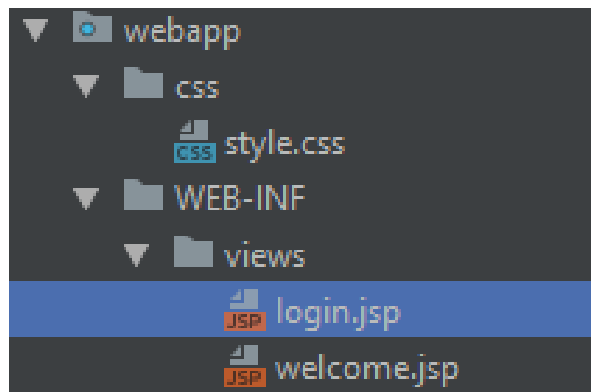 webapp
css
CSS style.css
WEB-INF
views
JSP login.jsp
JSP welcome.jsp